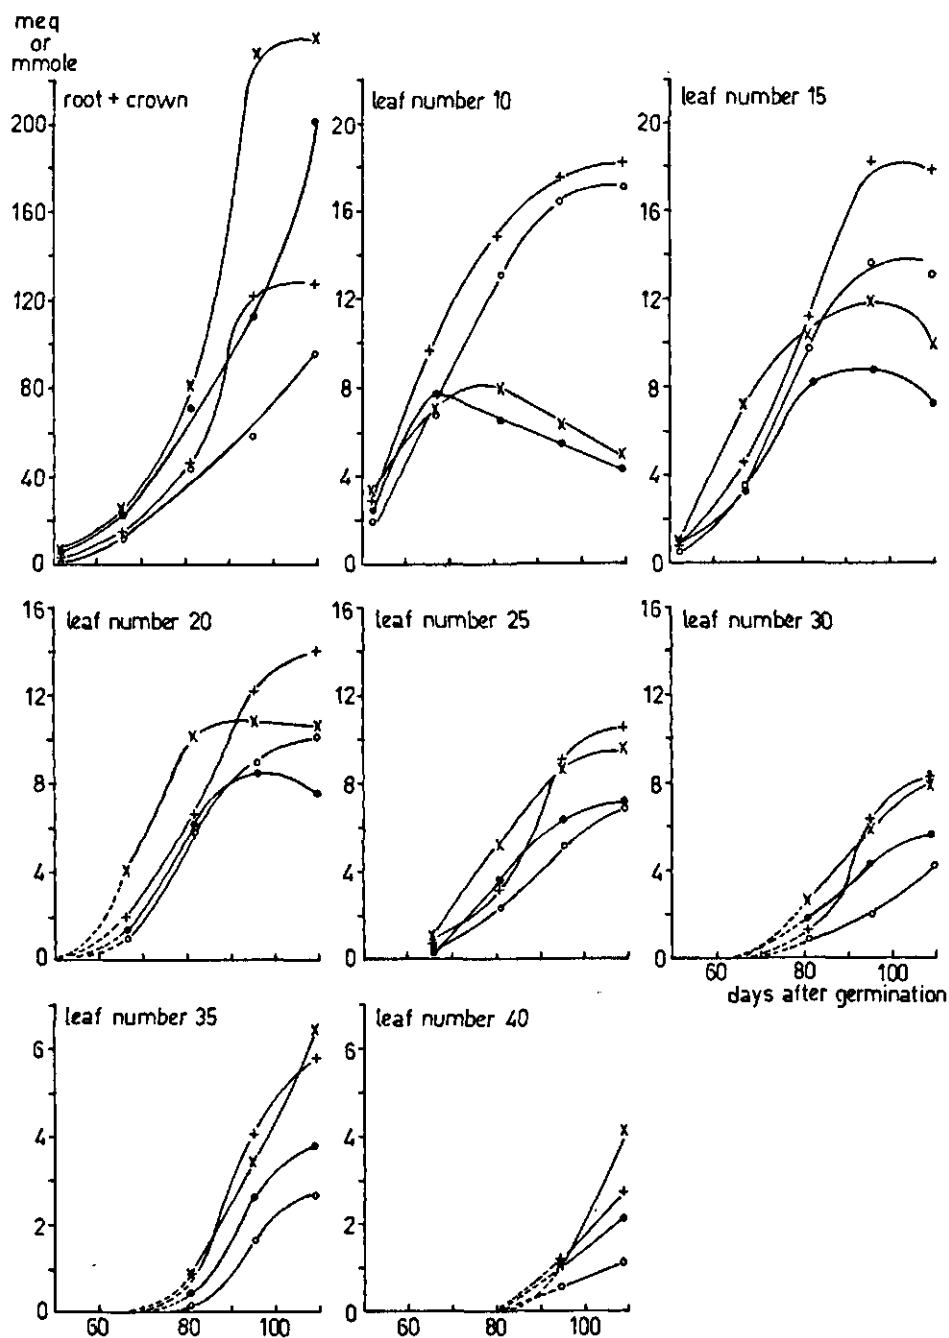 meq
or
mmole
root + crown
200
160
120
80
40
0
leaf number 10
20
16
12
8
4
0
leaf number 15
20
16
12
8
4
0
leaf number 20
16
12
8
4
0
leaf number 25
16
12
8
4
0
leaf number 30
16
12
8
4
0
60 80 100
days after germination
leaf number 35
6
4
2
0
60 80 100
leaf number 40
6
4
2
0
60 80 100